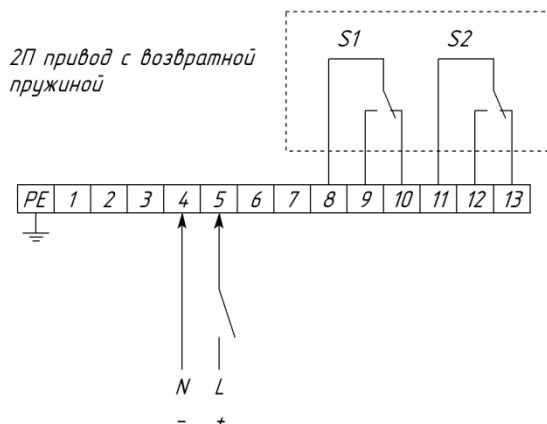 2П привод с возвратной
пружиной
S1 S2
PE 1 2 3 4 5 6 7 8 9 10 11 12 13
N L
- +